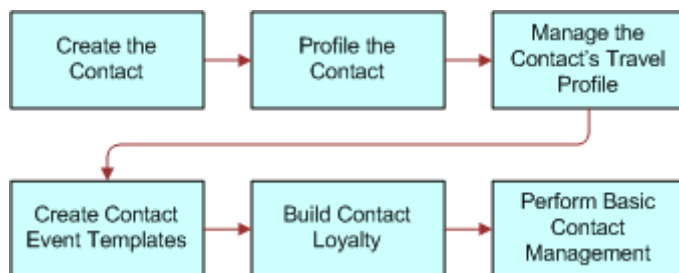 Create the
Contact
Profile the
Contact
Manage the
Contact's Travel
Profile
Create Contact
Event Templates
Build Contact
Loyalty
Perform Basic
Contact
Management